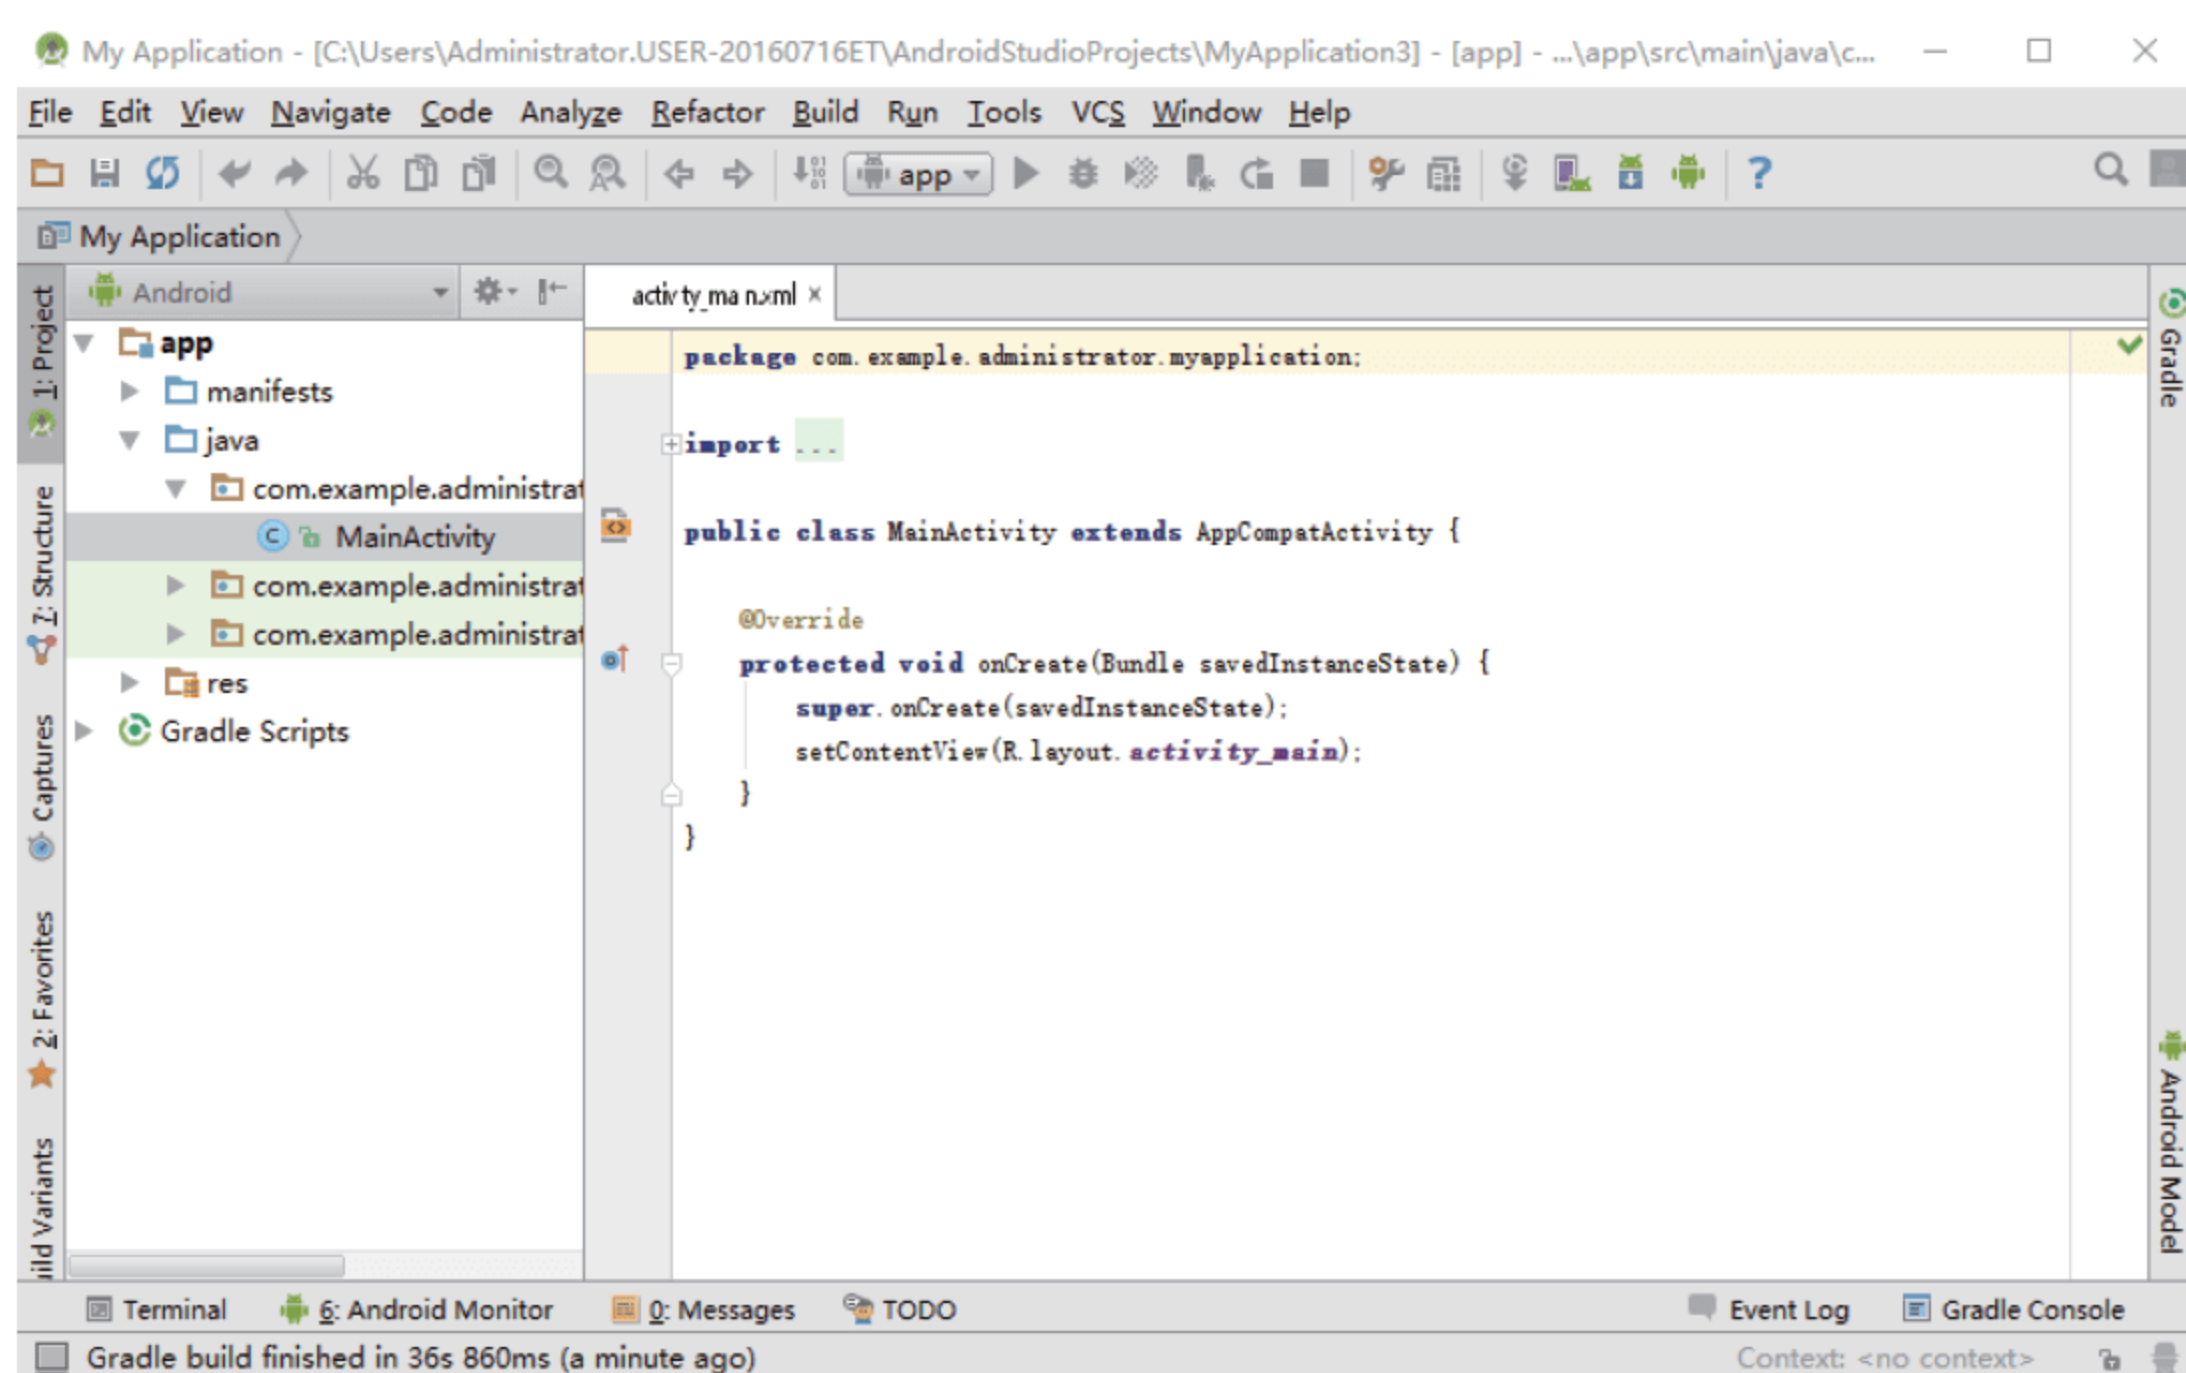 My Application - [C:\Users\Administrator.USER-20160716ET\AndroidStudioProjects\MyApplication3] - [app] - ...\app\src\main\java\c...
File Edit View Navigate Code Analyze Refactor Build Run Tools VCS Window Help
app
My Application
1: Project
7: Structure
Captures
2: Favorites
ild Variants
Android
app
manifests
java
com.example.administrat
MainActivity
com.example.administrat
com.example.administrat
res
Gradle Scripts
activ ty_ma n.xml
package com.example.administrator.myapplication;
import ...
public class MainActivity extends AppCompatActivity {
@Override
protected void onCreate(Bundle savedInstanceState) {
super.onCreate(savedInstanceState);
setContentView(R.layout.activity_main);
}
}
Gradle
Android Model
Terminal 6: Android Monitor 0: Messages TODO Event Log Gradle Console
Gradle build finished in 36s 860ms (a minute ago) Context: <no context>